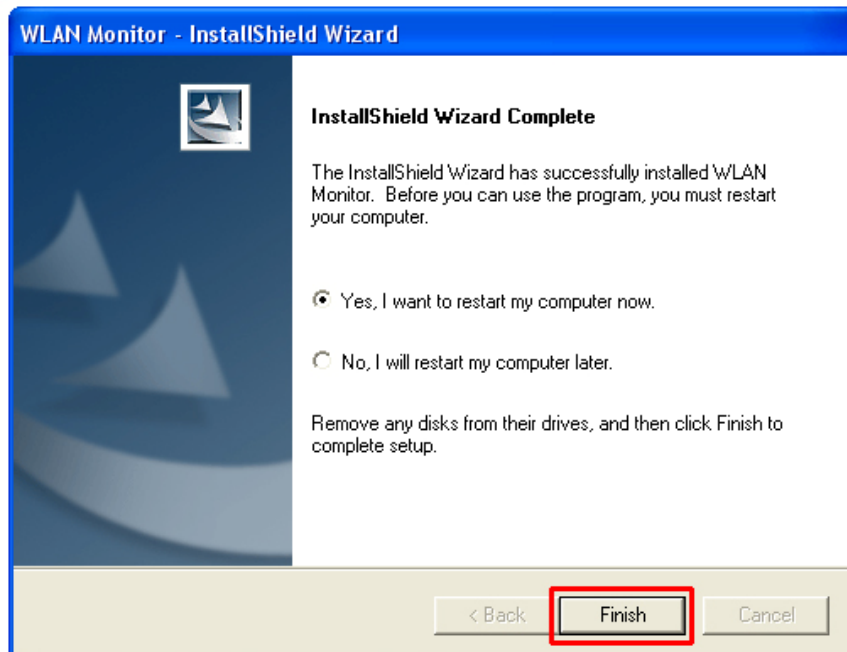 WLAN Monitor - InstallShield Wizard
InstallShield Wizard Complete
The InstallShield Wizard has successfully installed WLAN
Monitor. Before you can use the program, you must restart
your computer.
Yes, I want to restart my computer now.
No, I will restart my computer later.
Remove any disks from their drives, and then click Finish to
complete setup.
< Back Finish Cancel